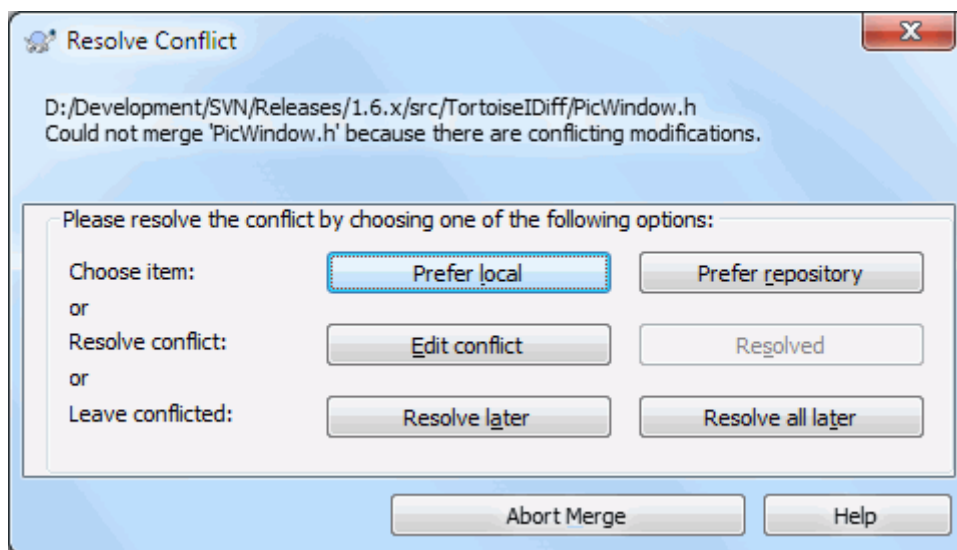 Resolve Conflict
D:/Development/SVN/Releases/1.6.x/src/TortoiseIDiff/PicWindow.h
Could not merge 'PicWindow.h' because there are conflicting modifications.
Please resolve the conflict by choosing one of the following options:
Choose item: Prefer local Prefer repository
or
Resolve conflict: Edit conflict Resolved
or
Leave conflicted: Resolve later Resolve all later
Abort Merge Help